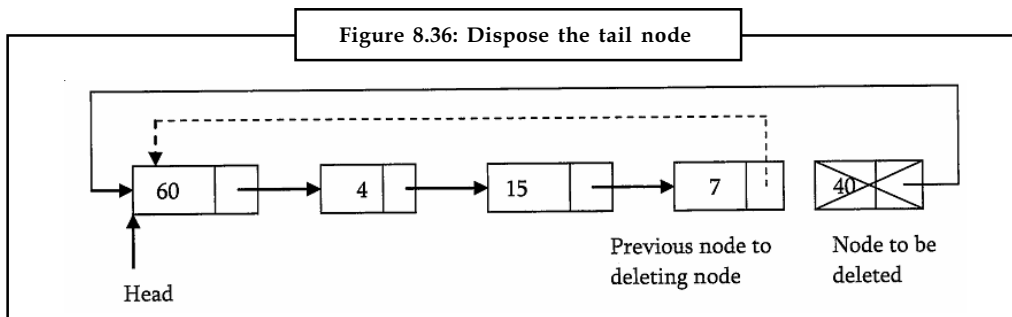 Figure 8.36: Dispose the tail node
60 4 15 7 40
Previous node to
deleting node
Node to be
deleted
Head